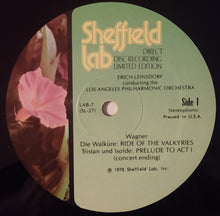 Sheffield
Lab
DIRECT
DISC RECORDING
LIMITED EDITION
ERICH LEINSDORF
conducting the
LOS ANGELES PHILHARMONIC ORCHESTRA
LAB-7
(SL-27)
Side 1
Stereophonic
Pressed in U.S.A.
Wagner
Die Walküre: RIDE OF THE VALKYRIES
Tristan und Isolde: PRELUDE TO ACT I
(concert ending)
© 1978 Sheffield Lab, Inc.